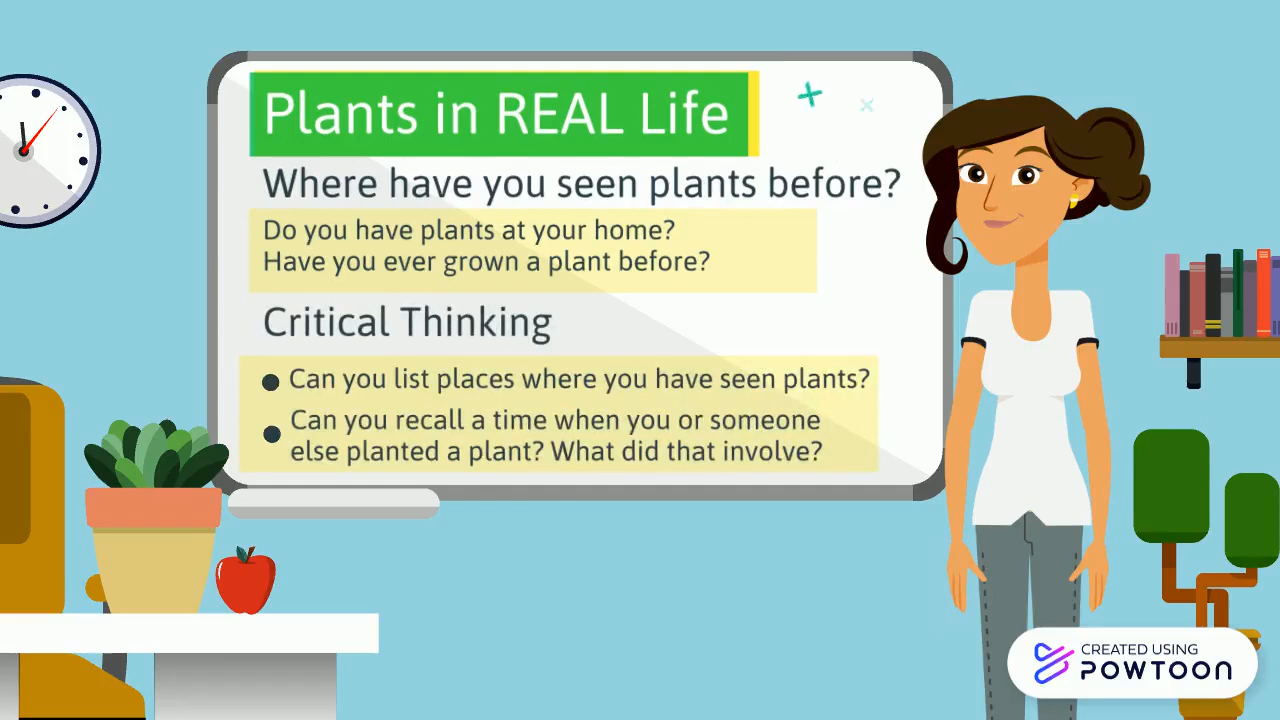 Plants in REAL Life
Where have you seen plants before?
Do you have plants at your home?
Have you ever grown a plant before?
Critical Thinking
● Can you list places where you have seen plants?
● Can you recall a time when you or someone
else planted a plant? What did that involve?
CREATED USING
POWTOON